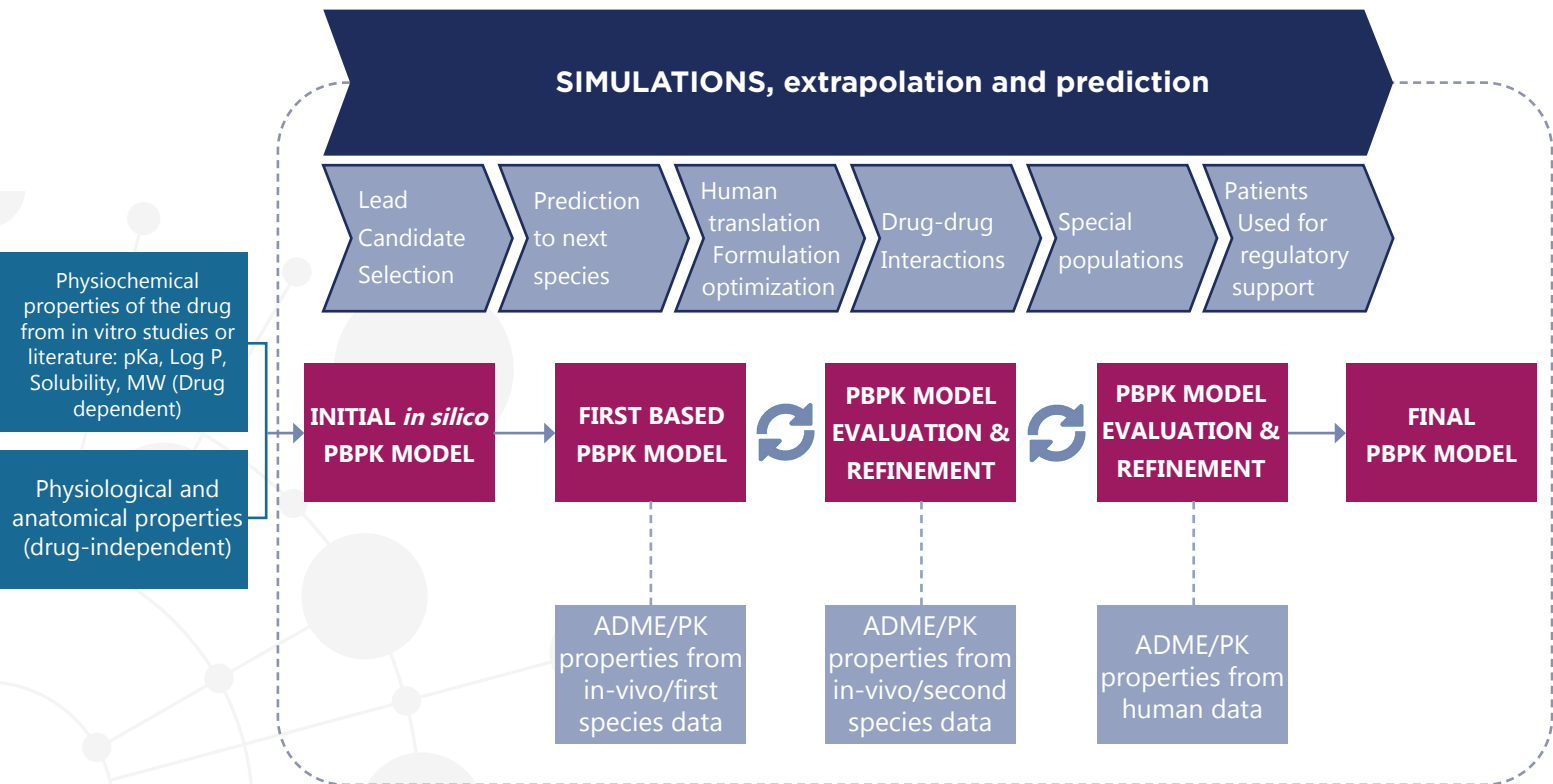 SIMULATIONS, extrapolation and prediction
Lead
Candidate
Selection
Prediction
to next
species
Human
translation
Formulation
optimization
Drug-drug
Interactions
Special
populations
Patients
Used for
regulatory
support
Physiochemical
properties of the drug
from in vitro studies or
literature: pKa, Log P,
Solubility, MW (Drug
dependent)
Physiological and
anatomical properties
(drug-independent)
INITIAL in silico
PBPK MODEL
FIRST BASED
PBPK MODEL
PBPK MODEL
EVALUATION &
REFINEMENT
PBPK MODEL
EVALUATION &
REFINEMENT
FINAL
PBPK MODEL
ADME/PK
properties from
in-vivo/first
species data
ADME/PK
properties from
in-vivo/second
species data
ADME/PK
properties from
human data